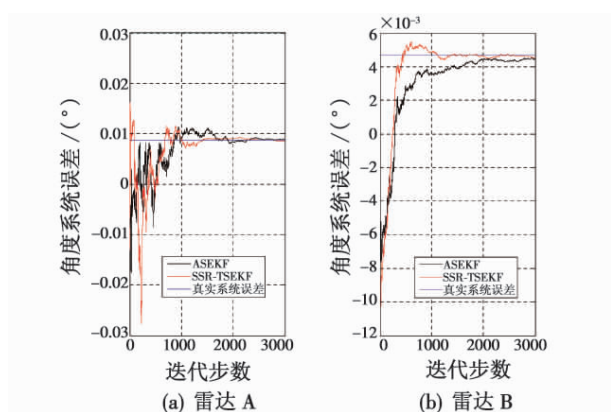 0.03
0.03
0.01
0
−0.01
−0.02
−0.03
0 1000 2000 3000
角度系统误差/(°)
ASEKF
SSR-TSEKF
真实系统误差
迭代步数
(a) 雷达 A
×10⁻³
6
4
2
0
−2
−4
−6
−8
−10
−12
0 1000 2000 3000
角度系统误差/(°)
ASEKF
SSR-TSEKF
真实系统误差
迭代步数
(b) 雷达 B